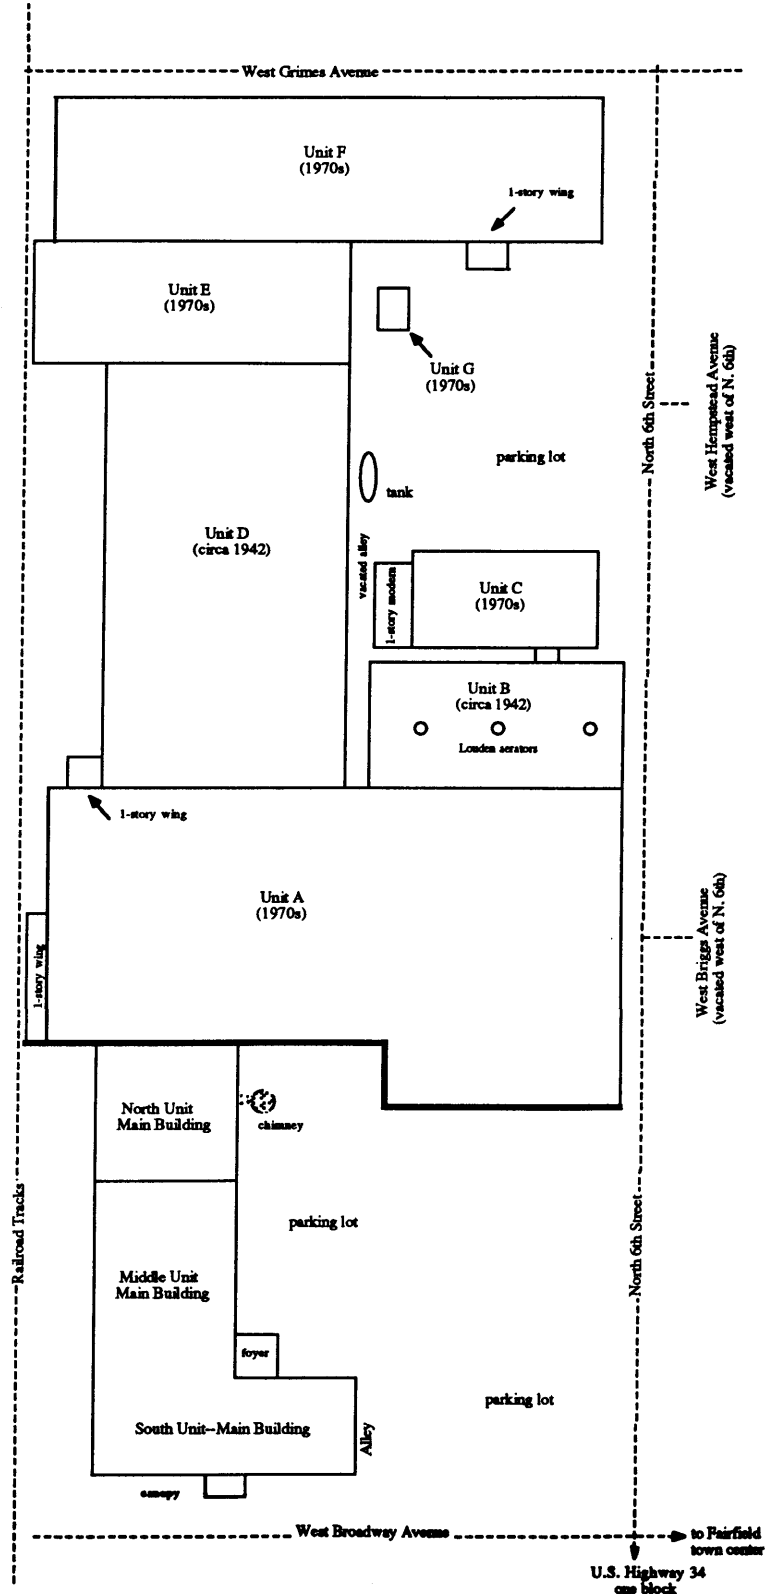 West Grimes Avenue
Unit F
(1970s)
1-story wing
Unit E
(1970s)
Unit G
(1970s)
North 6th Street
West Hempstead Avenue
(vacated west of N. 6th)
parking lot
tank
Unit D
(circa 1942)
vacated alley
1-story modern
Unit C
(1970s)
Unit B
(circa 1942)
Louden aerators
1-story wing
Unit A
(1970s)
West Briggs Avenue
(vacated west of N. 6th)
1-story wing
North Unit
Main Building
chimney
Railroad Tracks
parking lot
North 6th Street
Middle Unit
Main Building
foyer
parking lot
South Unit--Main Building
Alley
canopy
West Broadway Avenue
to Fairfield
town center
U.S. Highway 34
one block